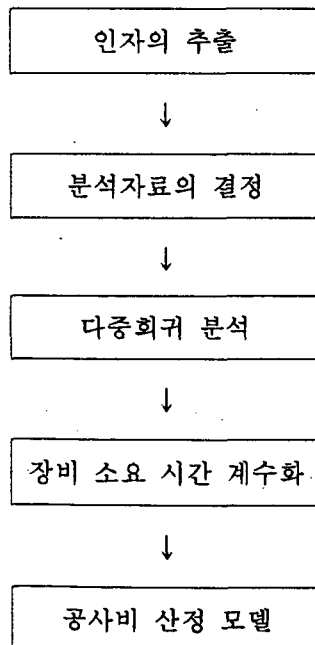 인자의 추출
↓
분석자료의 결정
↓
다중회귀 분석
↓
장비 소요 시간 계수화
↓
공사비 산정 모델